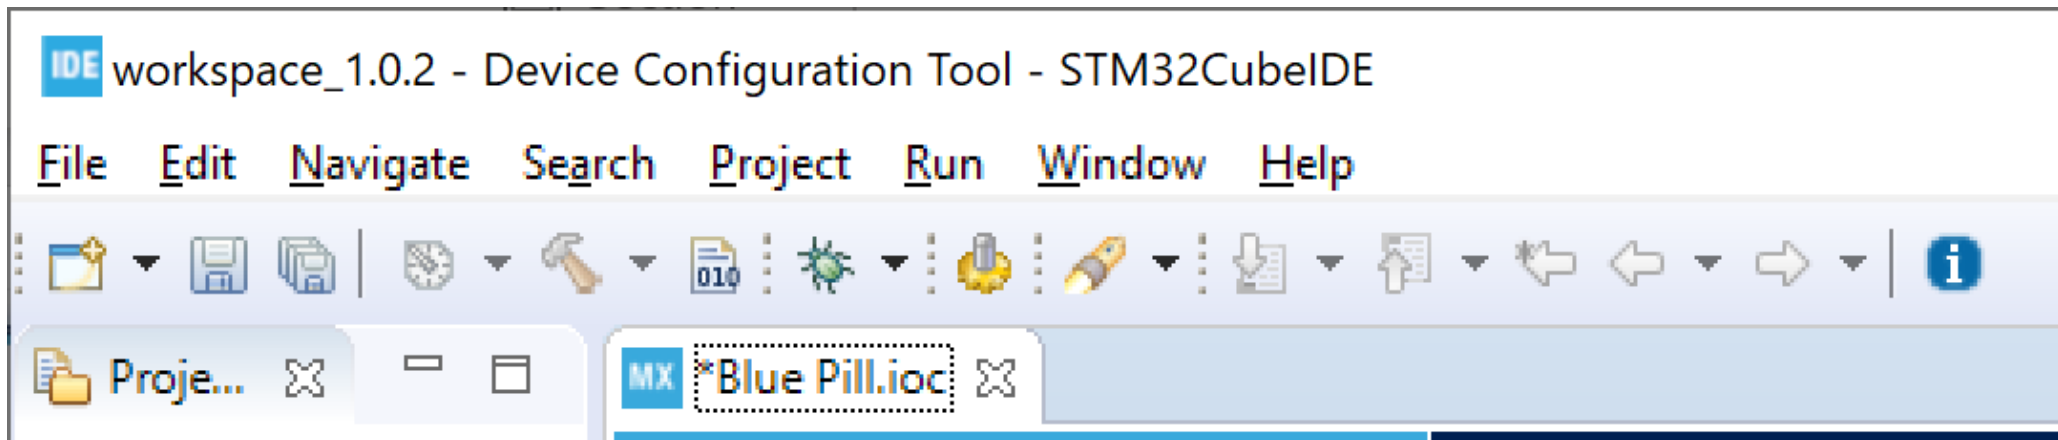 IDE workspace_1.0.2 - Device Configuration Tool - STM32CubeIDE
File Edit Navigate Search Project Run Window Help
010
Proje...
MX *Blue Pill.ioc